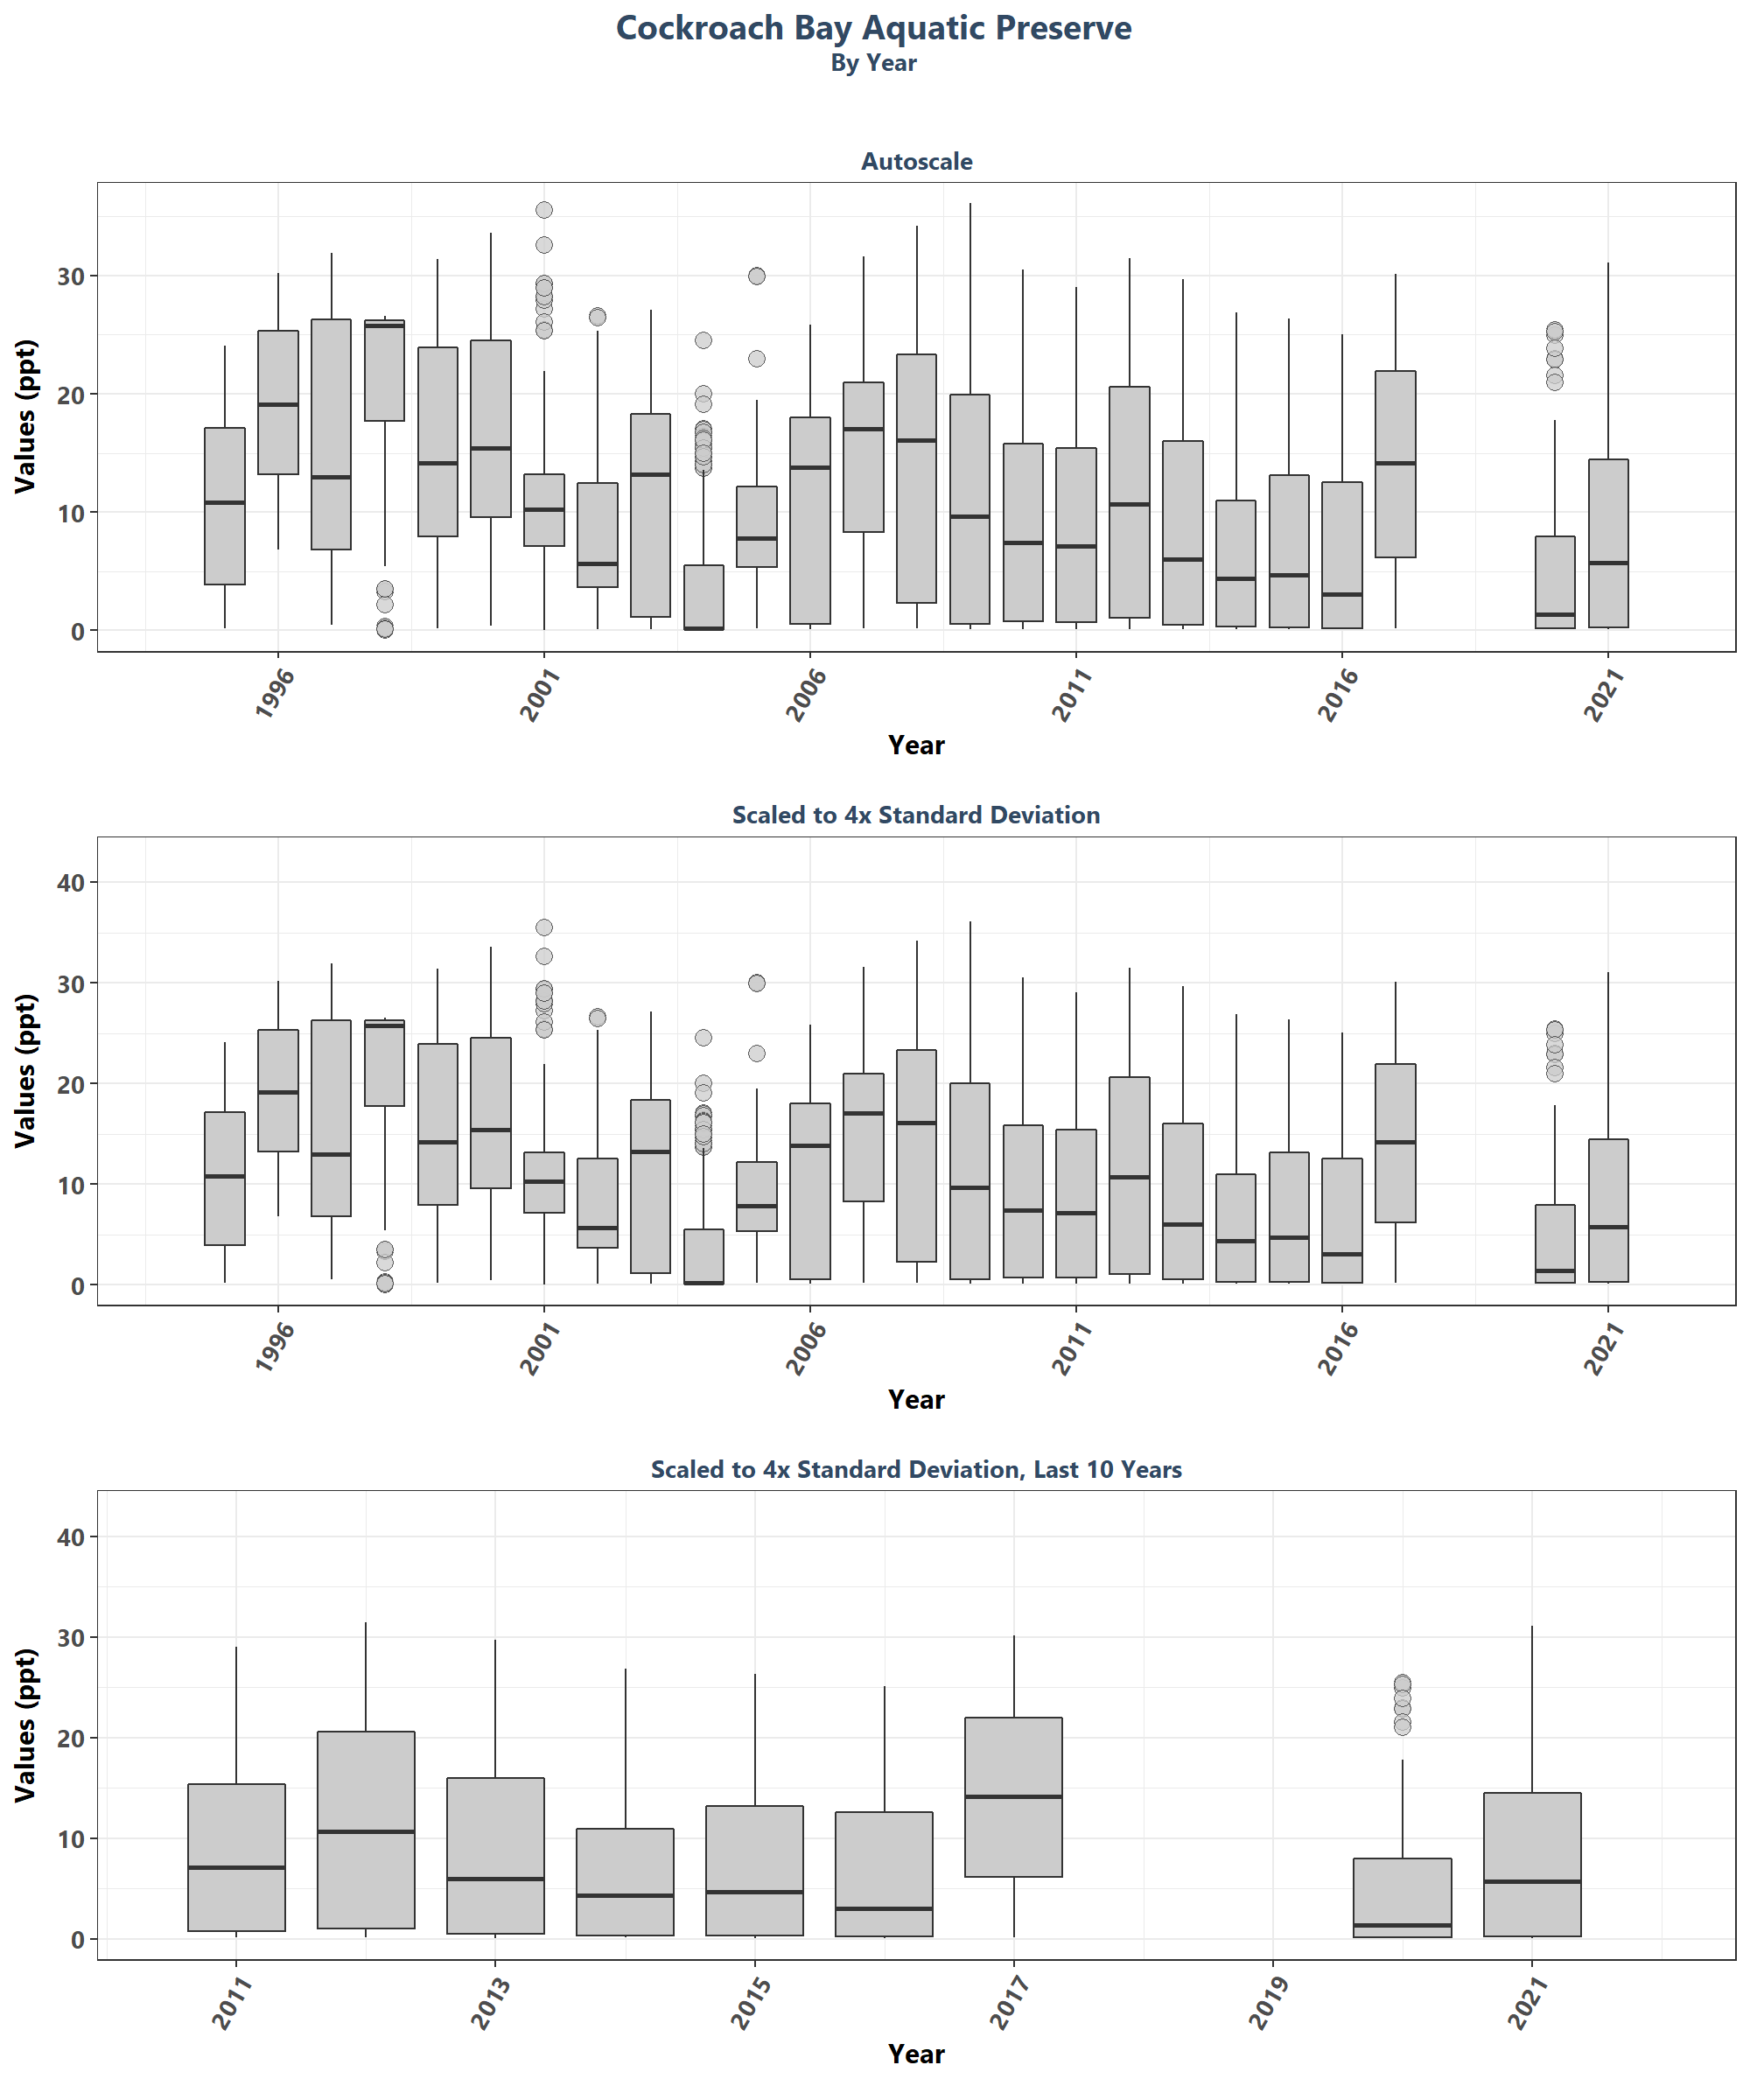 Cockroach Bay Aquatic Preserve
By Year
Autoscale
Values (ppt)
30
20
10
0
1996
2001
2006
2011
2016
2021
Year
Scaled to 4x Standard Deviation
Values (ppt)
40
30
20
10
0
1996
2001
2006
2011
2016
2021
Year
Scaled to 4x Standard Deviation, Last 10 Years
Values (ppt)
40
30
20
10
0
2011
2013
2015
2017
2019
2021
Year